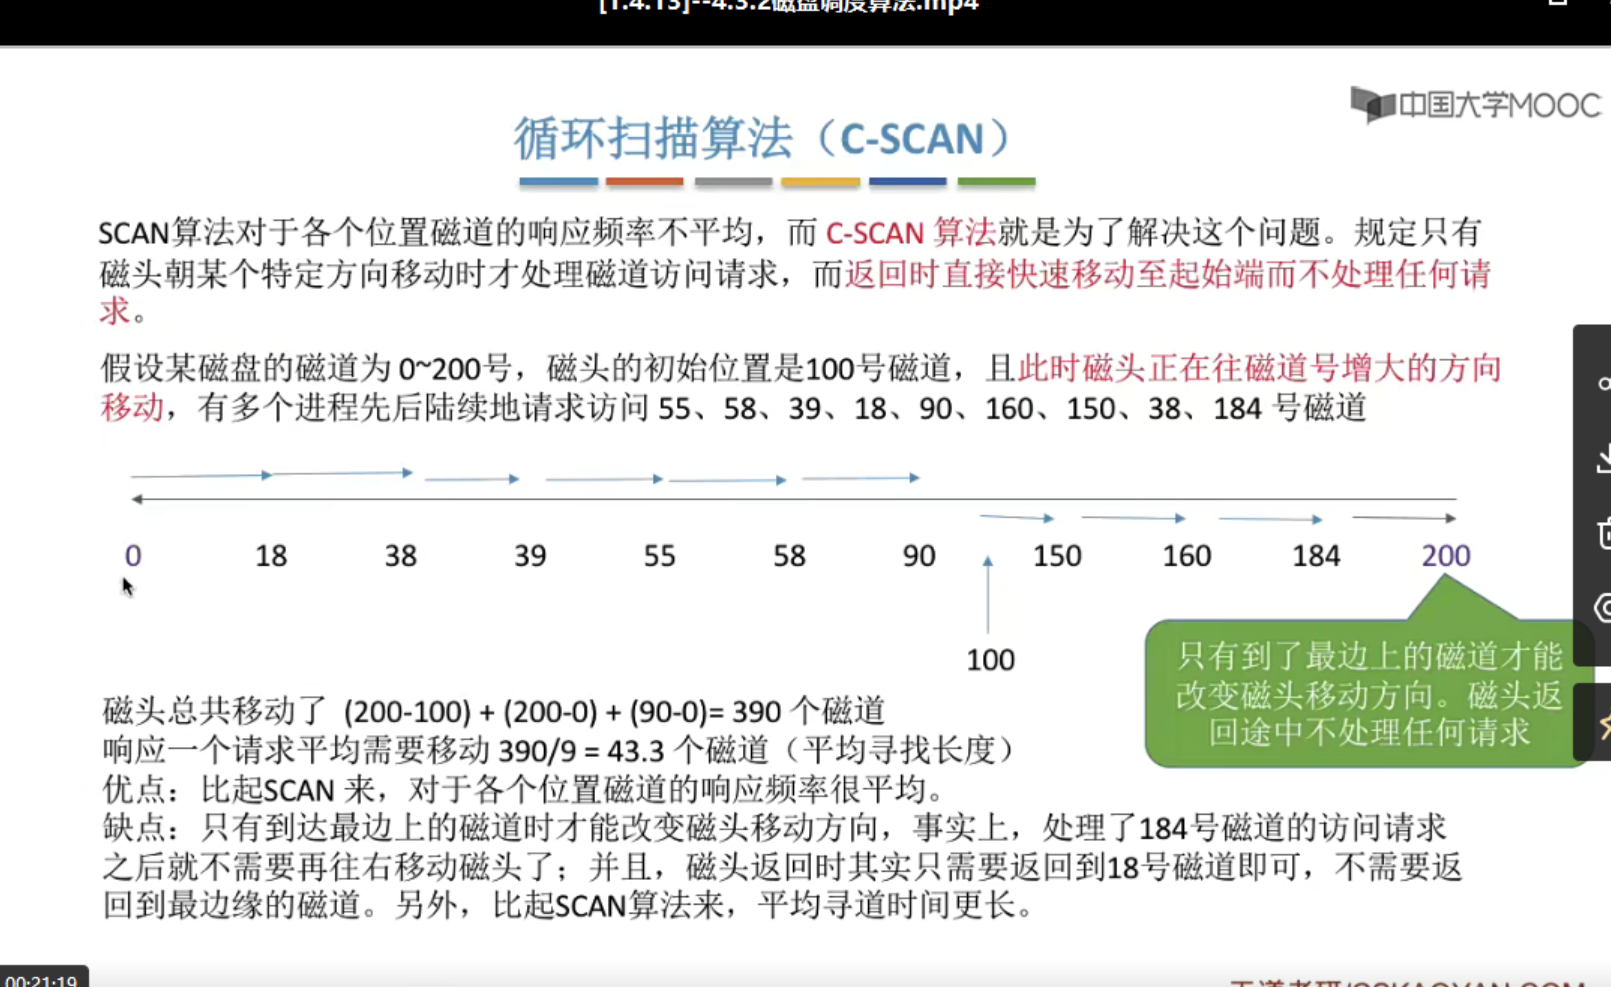 [1.4.13]--4.3.2磁盘调度算法.mp4
中国大学MOOC
循环扫描算法（C-SCAN）
SCAN算法对于各个位置磁道的响应频率不平均，而 C-SCAN 算法就是为了解决这个问题。规定只有
磁头朝某个特定方向移动时才处理磁道访问请求，而返回时直接快速移动至起始端而不处理任何请
求。
假设某磁盘的磁道为 0~200号，磁头的初始位置是100号磁道，且此时磁头正在往磁道号增大的方向
移动，有多个进程先后陆续地请求访问 55、58、39、18、90、160、150、38、184 号磁道
0 18 38 39 55 58 90 150 160 184 200
100
只有到了最边上的磁道才能
改变磁头移动方向。磁头返
回途中不处理任何请求
磁头总共移动了 (200-100) + (200-0) + (90-0)= 390 个磁道
响应一个请求平均需要移动 390/9 = 43.3 个磁道（平均寻找长度）
优点：比起SCAN 来，对于各个位置磁道的响应频率很平均。
缺点：只有到达最边上的磁道时才能改变磁头移动方向，事实上，处理了184号磁道的访问请求
之后就不需要再往右移动磁头了；并且，磁头返回时其实只需要返回到18号磁道即可，不需要返
回到最边缘的磁道。另外，比起SCAN算法来，平均寻道时间更长。
00:21:19